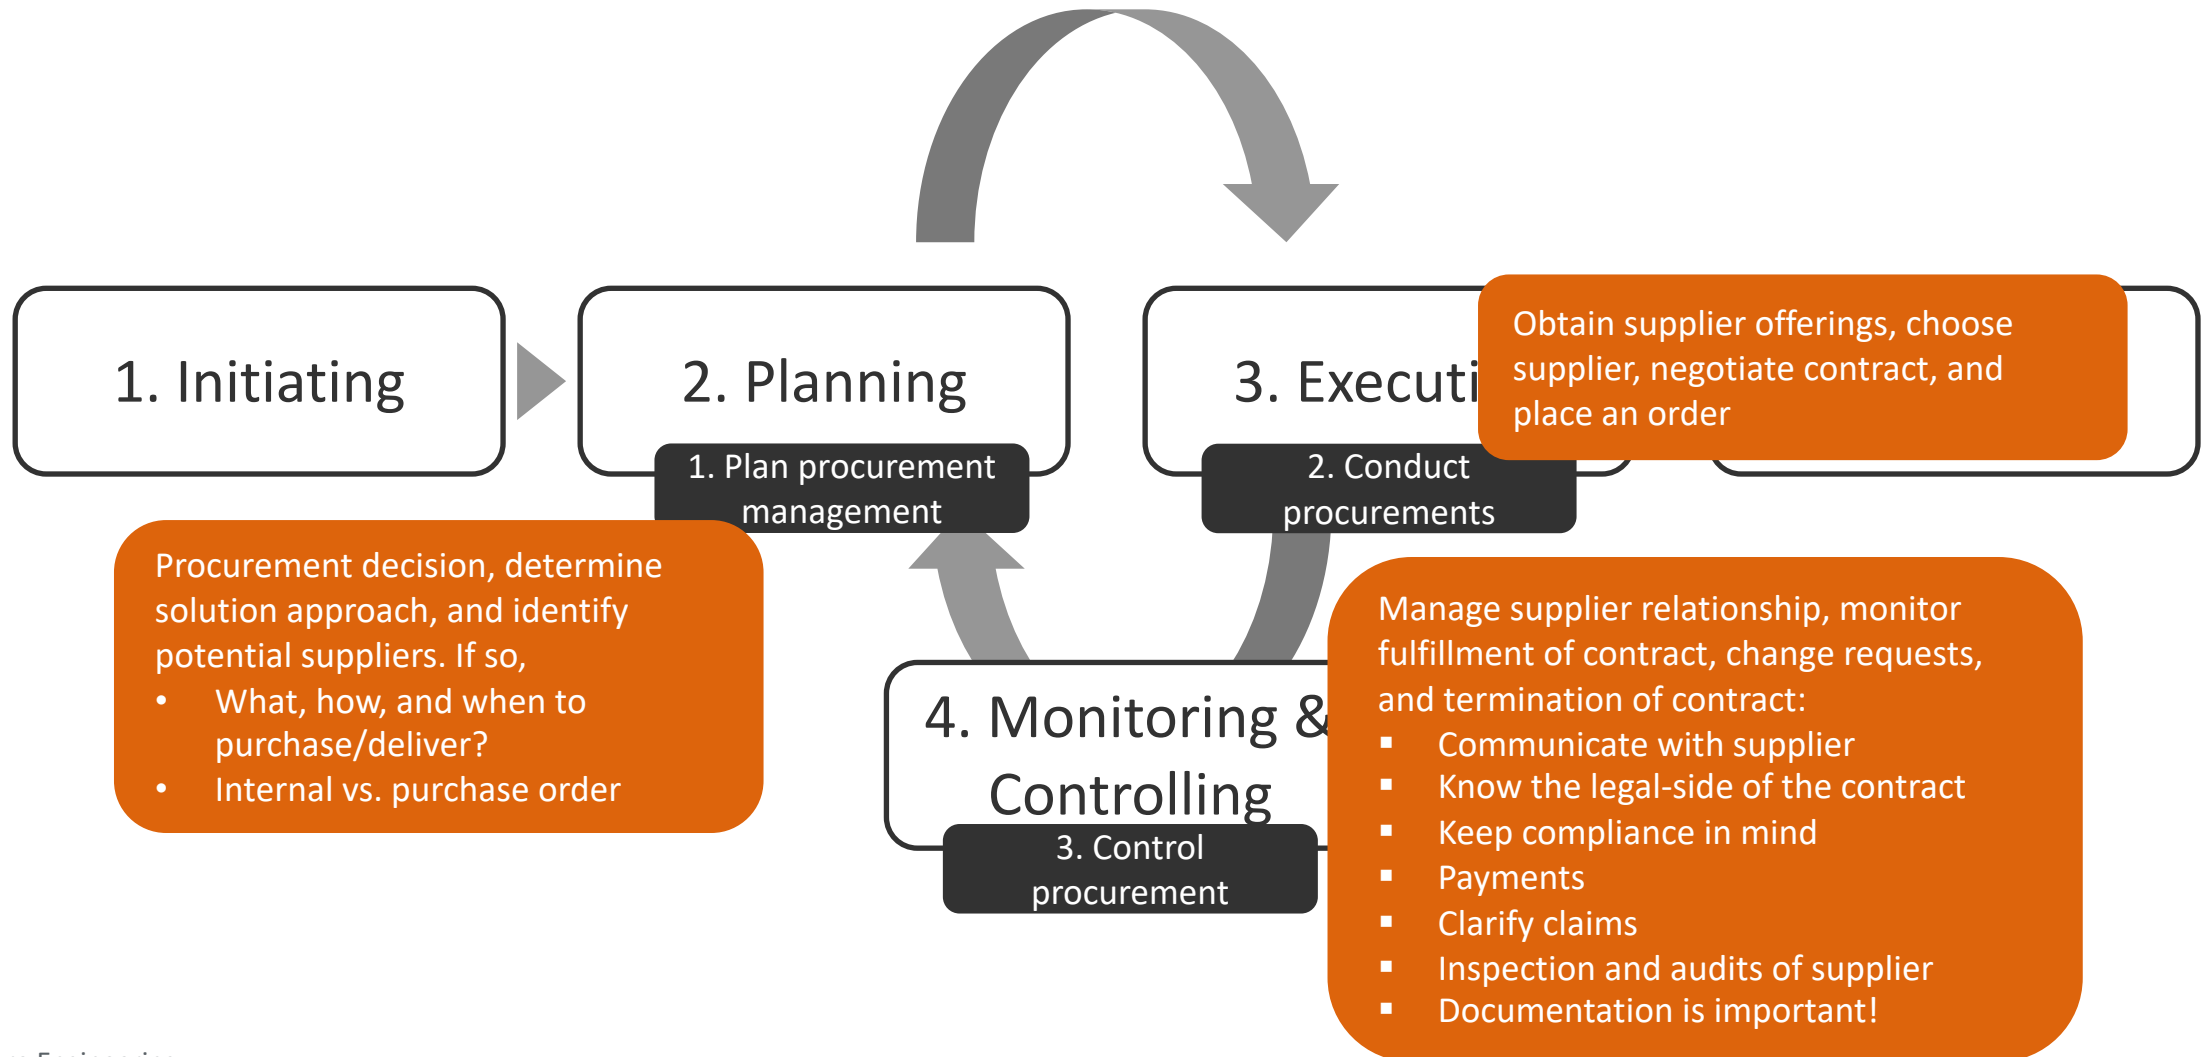 1. Initiating
2. Planning
3. Executi
Obtain supplier offerings, choose
supplier, negotiate contract, and
place an order
1. Plan procurement
management
2. Conduct
procurements
Procurement decision, determine
solution approach, and identify
potential suppliers. If so,
• What, how, and when to
purchase/deliver?
• Internal vs. purchase order
4. Monitoring &
Controlling
3. Control
procurement
Manage supplier relationship, monitor
fulfillment of contract, change requests,
and termination of contract:
▪ Communicate with supplier
▪ Know the legal-side of the contract
▪ Keep compliance in mind
▪ Payments
▪ Clarify claims
▪ Inspection and audits of supplier
▪ Documentation is important!